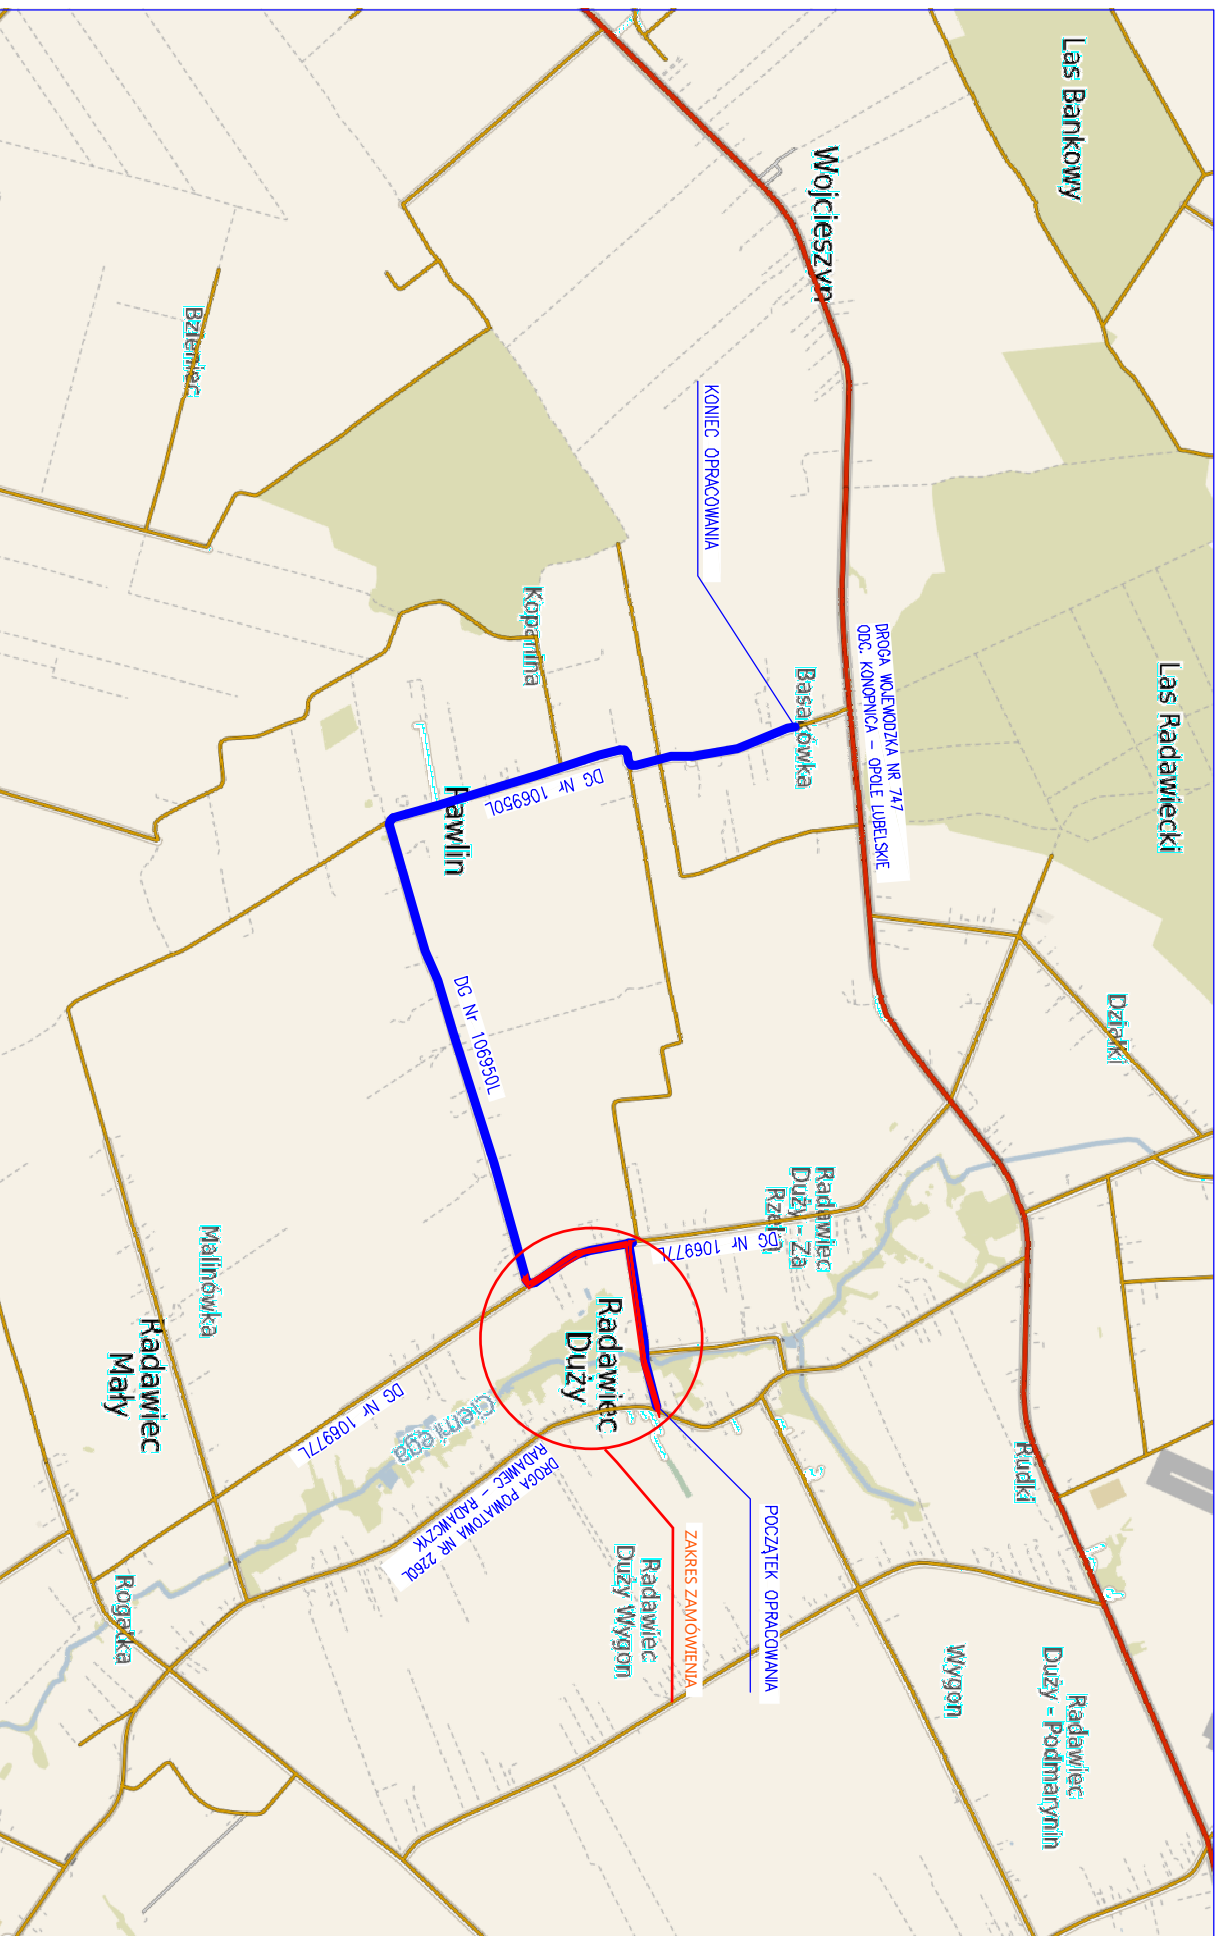 Las Bankowy
Wojcieszyn
Bzieniec
KONIEC OPRACOWANIA
Kopanina
Basakówka
DROGA WOJEWÓDZKA NR 747
ODC. KONOPNICA – OPOLE LUBELSKIE
Las Radawiecki
DG Nr 106950L
Pawlin
DG Nr 106950L
Działki
Radawiec
Duży - Za
Rzeką
DG Nr 106977L
Malinówka
Radawiec
Mały
Radawiec
Duży
DG Nr 106977L
Ciemięga
DROGA POWIATOWA NR 2260L
RADAWIEC – RADAWCZYK
Rudki
POCZĄTEK OPRACOWANIA
ZAKRES ZAMÓWIENIA
Radawiec
Duży Wygon
Rogatka
Wygon
Radawiec
Duży - Podmarynin